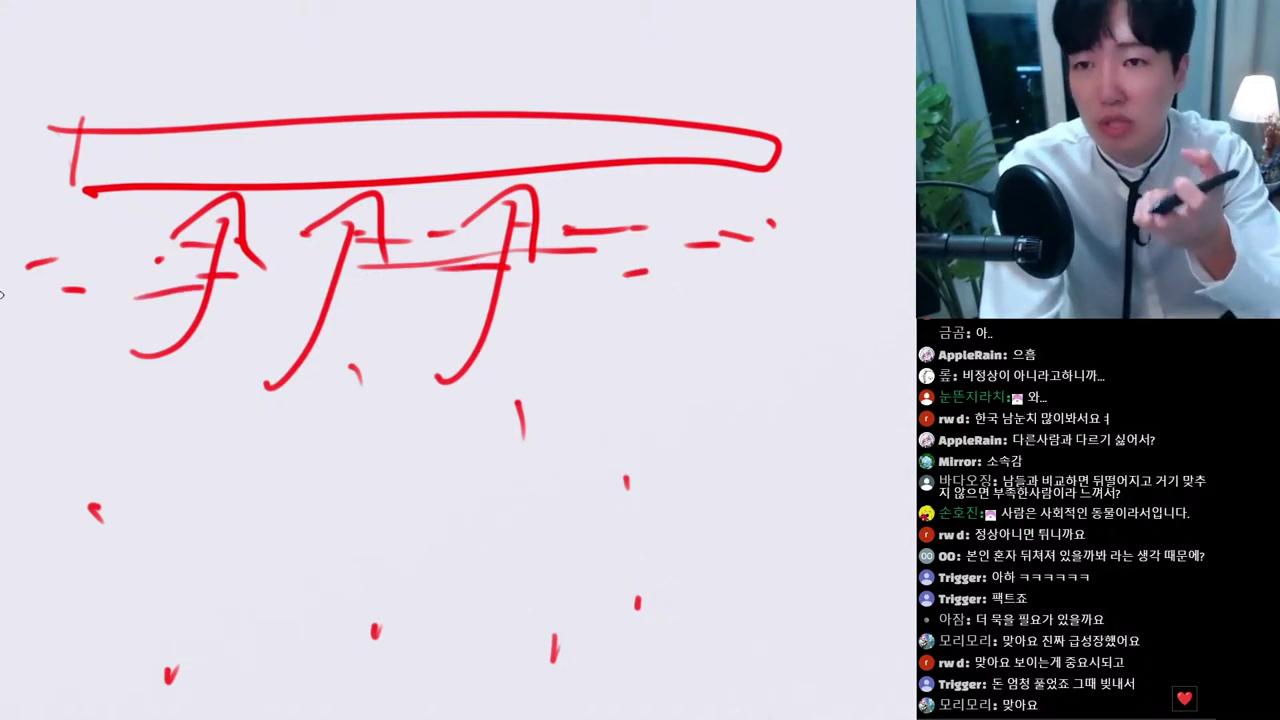 금곰: 아..
AppleRain: 으흠
롶: 비정상이 아니라고하니까...
눈뜬지라치: 와...
rw d: 한국 남눈치 많이봐서요ㅕ
AppleRain: 다른사람과 다르기 싫어서?
Mirror: 소속감
바다오징: 남들과 비교하면 뒤떨어지고 거기 맞추
지 않으면 부족한사람이라 느껴서?
손호진: 사람은 사회적인 동물이라서입니다.
rw d: 정상아니면 튀니까요
OO: 본인 혼자 뒤쳐져 있을까봐 라는 생각 때문에?
Trigger: 아하 ㅋㅋㅋㅋㅋㅋ
Trigger: 팩트죠
아잠: 더 묵을 필요가 있을까요
모리모리: 맞아요 진짜 급성장했어요
rw d: 맞아요 보이는게 중요시되고
Trigger: 돈 엄청 풀었죠 그때 빚내서
모리모리: 맞아요